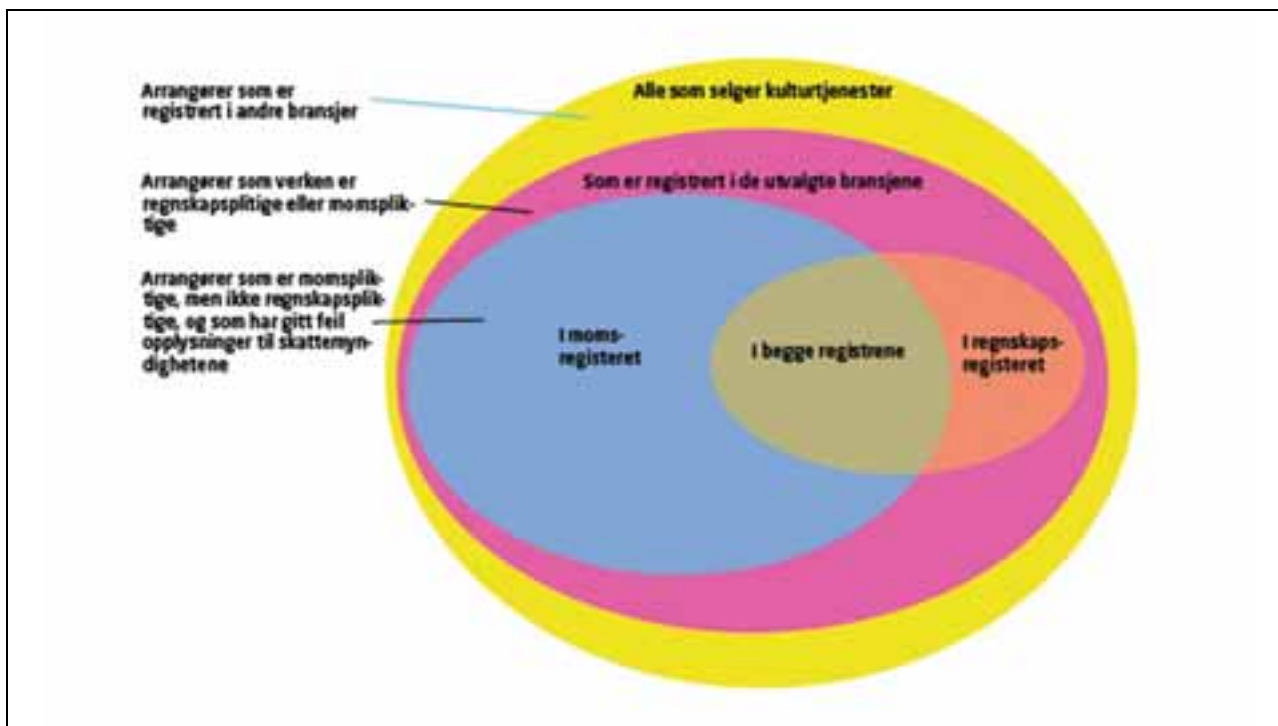 Arrangører som er
registrert i andre bransjer
Alle som selger kulturtjenester
Arrangører som verken er
regnskapsplitige eller momsplik-
tige
Som er registrert i de utvalgte bransjene
Arrangører som er momsplik-
tige, men ikke regnskapsplik-
tige, og som har gitt feil
opplysninger til skattemyn-
dighetene
I moms-
registeret
I begge registrene
I regnskaps-
registeret